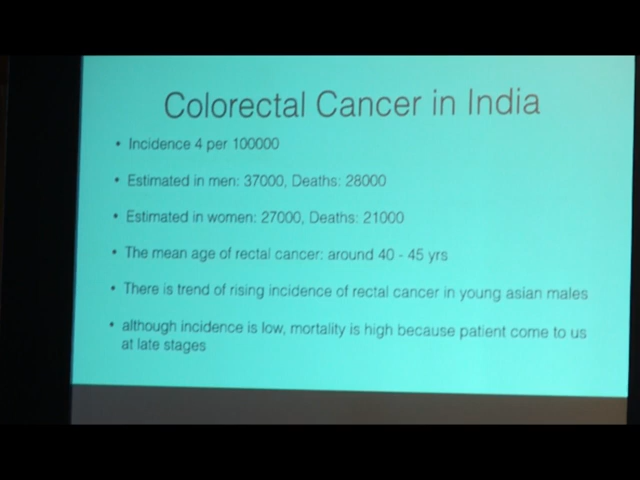 Colorectal Cancer in India
• Incidence 4 per 100000
• Estimated in men: 37000, Deaths: 28000
• Estimated in women: 27000, Deaths: 21000
• The mean age of rectal cancer: around 40 - 45 yrs
• There is trend of rising incidence of rectal cancer in young asian males
• although incidence is low, mortality is high because patient come to us
at late stages